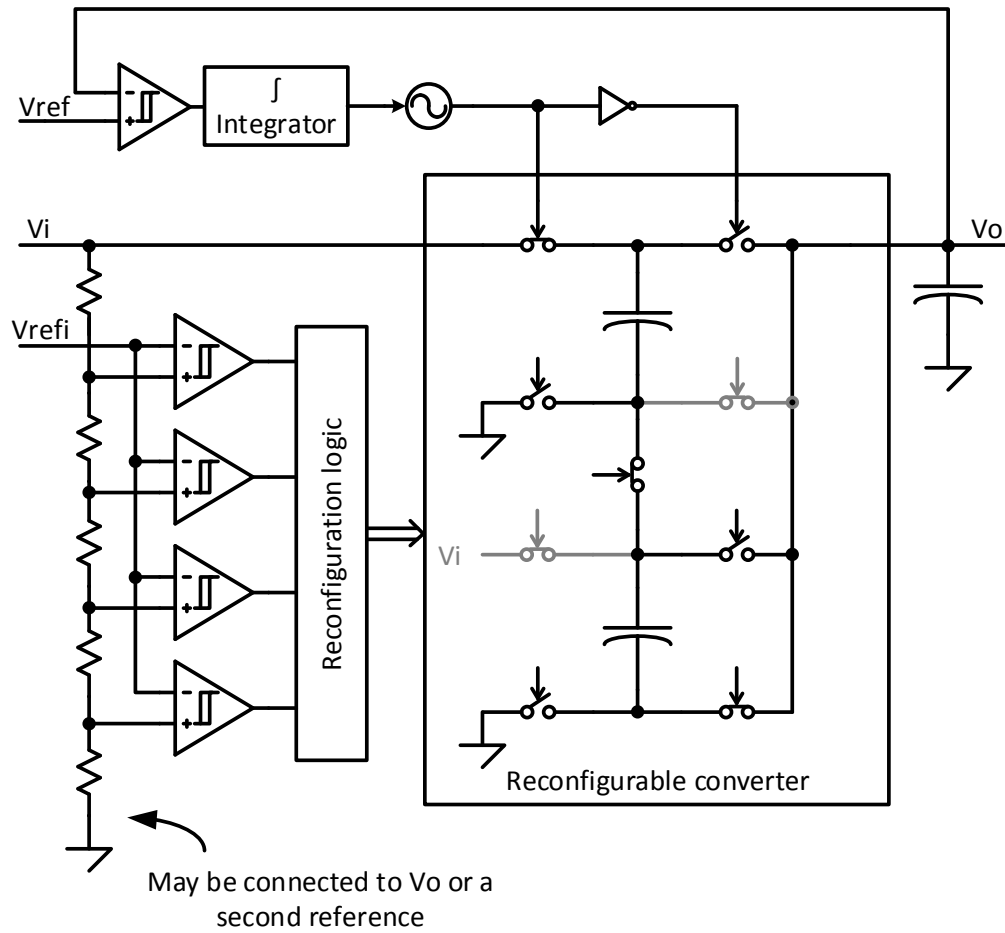 Vref
∫
Integrator
Vi
Vo
Vrefi
Reconfiguration logic
Vi
Reconfigurable converter
May be connected to Vo or a
second reference